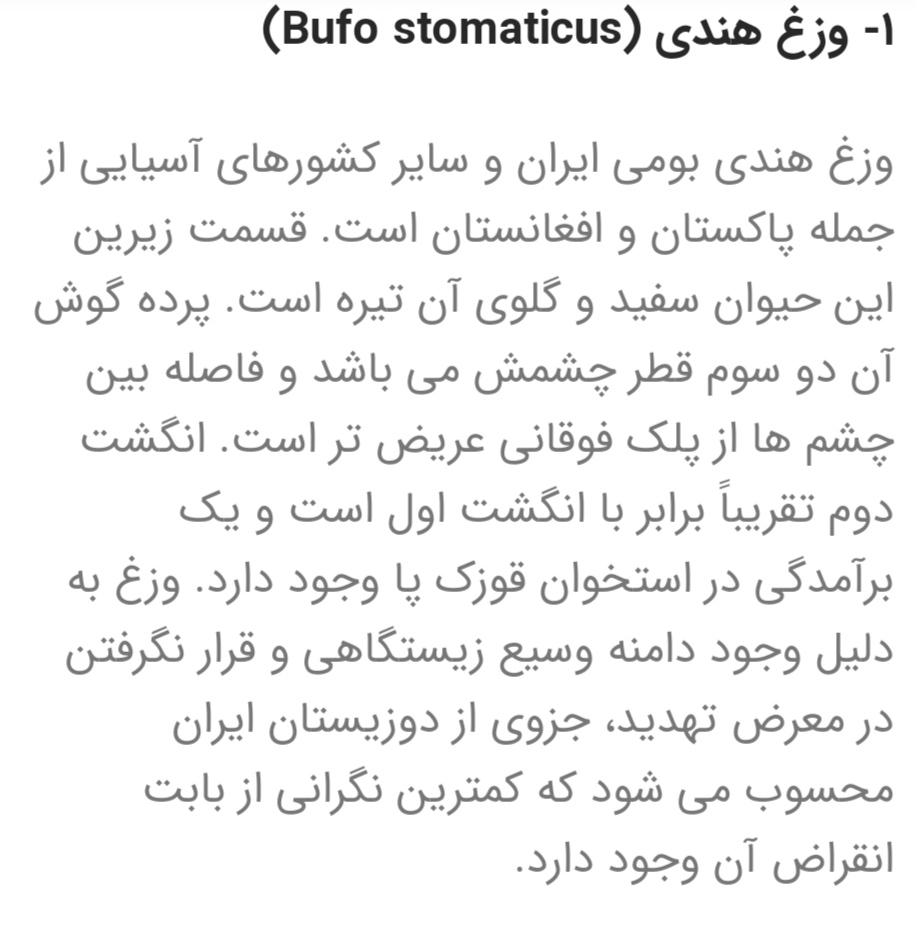 ۱- وزغ هندی (Bufo stomaticus)
وزغ هندی بومی ایران و سایر کشورهای آسیایی از
جمله پاکستان و افغانستان است. قسمت زیرین
این حیوان سفید و گلوی آن تیره است. پرده گوش
آن دو سوم قطر چشمش می باشد و فاصله بین
چشم ها از پلک فوقانی عریض تر است. انگشت
دوم تقریباً برابر با انگشت اول است و یک
برآمدگی در استخوان قوزک پا وجود دارد. وزغ به
دلیل وجود دامنه وسیع زیستگاهی و قرار نگرفتن
در معرض تهدید، جزوی از دوزیستان ایران
محسوب می شود که کمترین نگرانی از بابت
انقراض آن وجود دارد.